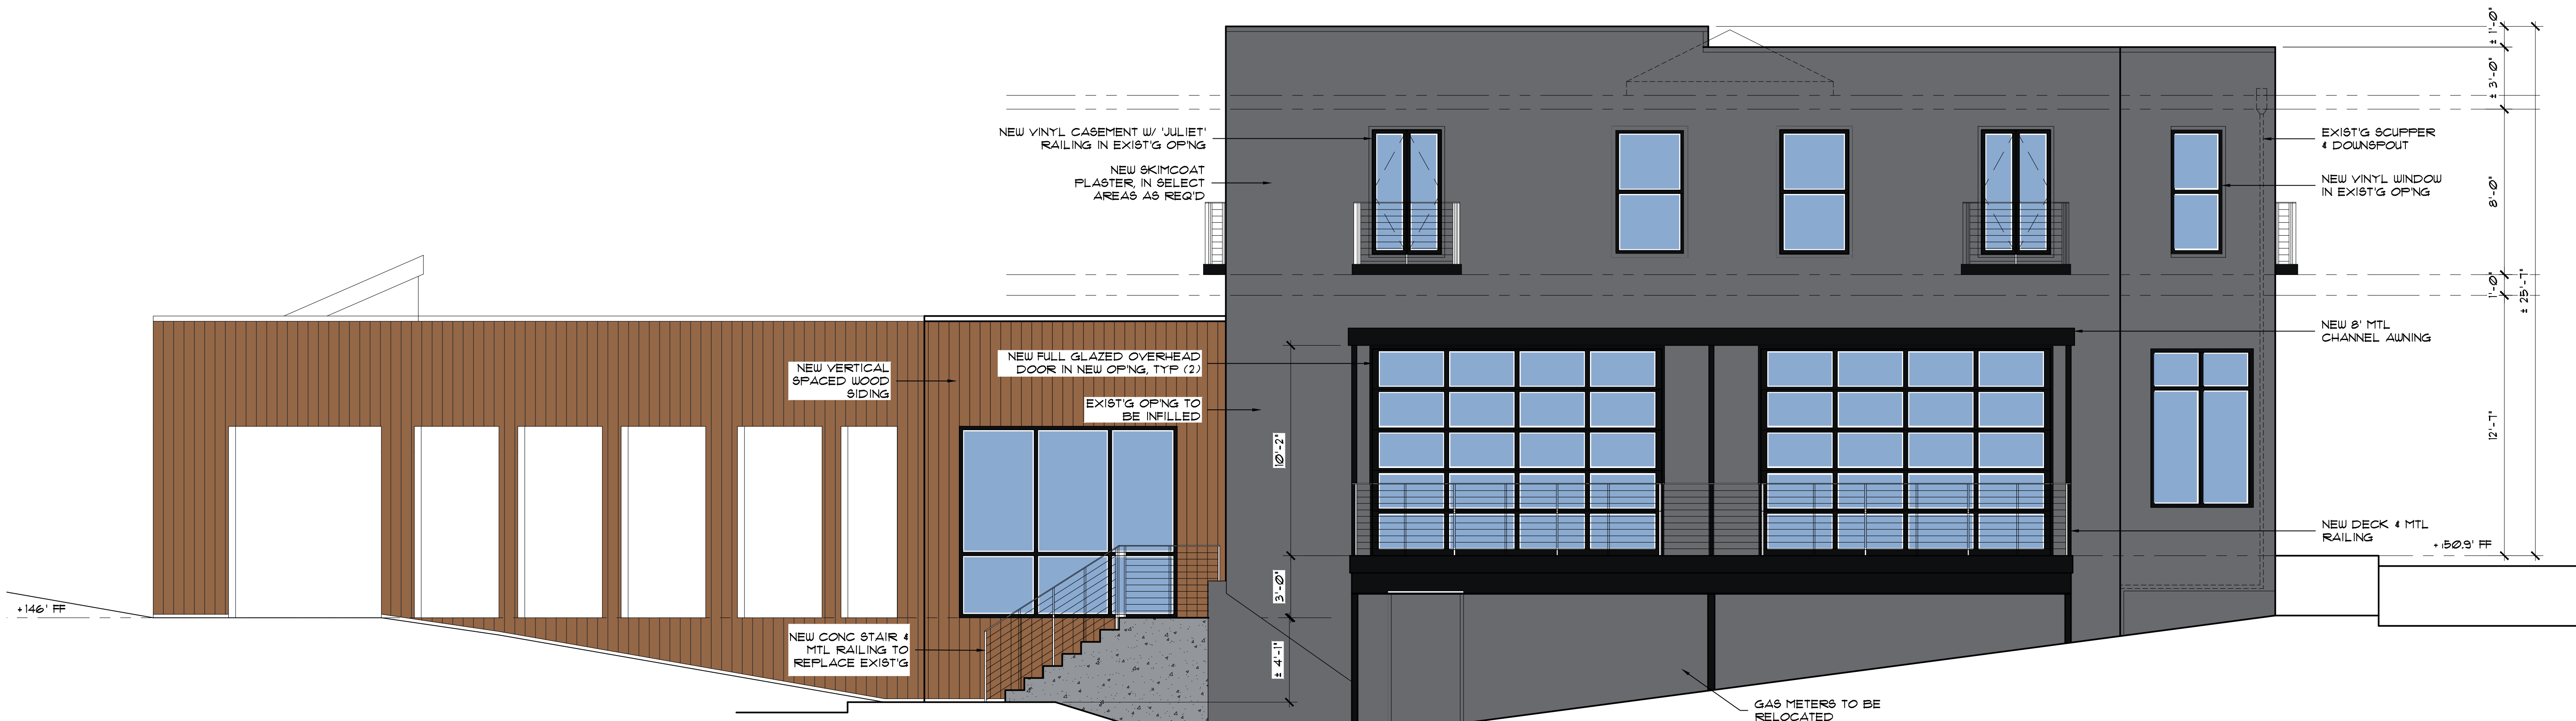 ± 1'-0"
± 3'-0"
8'-0"
1'-0"
± 25'-7"
12'-7"
NEW VINYL CASEMENT W/ 'JULIET'
RAILING IN EXIST'G OP'NG
NEW SKIMCOAT
PLASTER, IN SELECT
AREAS AS REQ'D
EXIST'G SCUPPER
& DOWNSPOUT
NEW VINYL WINDOW
IN EXIST'G OP'NG
NEW 8' MTL
CHANNEL AWNING
NEW FULL GLAZED OVERHEAD
DOOR IN NEW OP'NG, TYP (2)
NEW VERTICAL
SPACED WOOD
SIDING
EXIST'G OP'NG TO
BE INFILLED
10'-2"
3'-0"
± 4'-1"
NEW DECK & MTL
RAILING
+150.9' FF
+146' FF
NEW CONC STAIR &
MTL RAILING TO
REPLACE EXIST'G
GAS METERS TO BE
RELOCATED